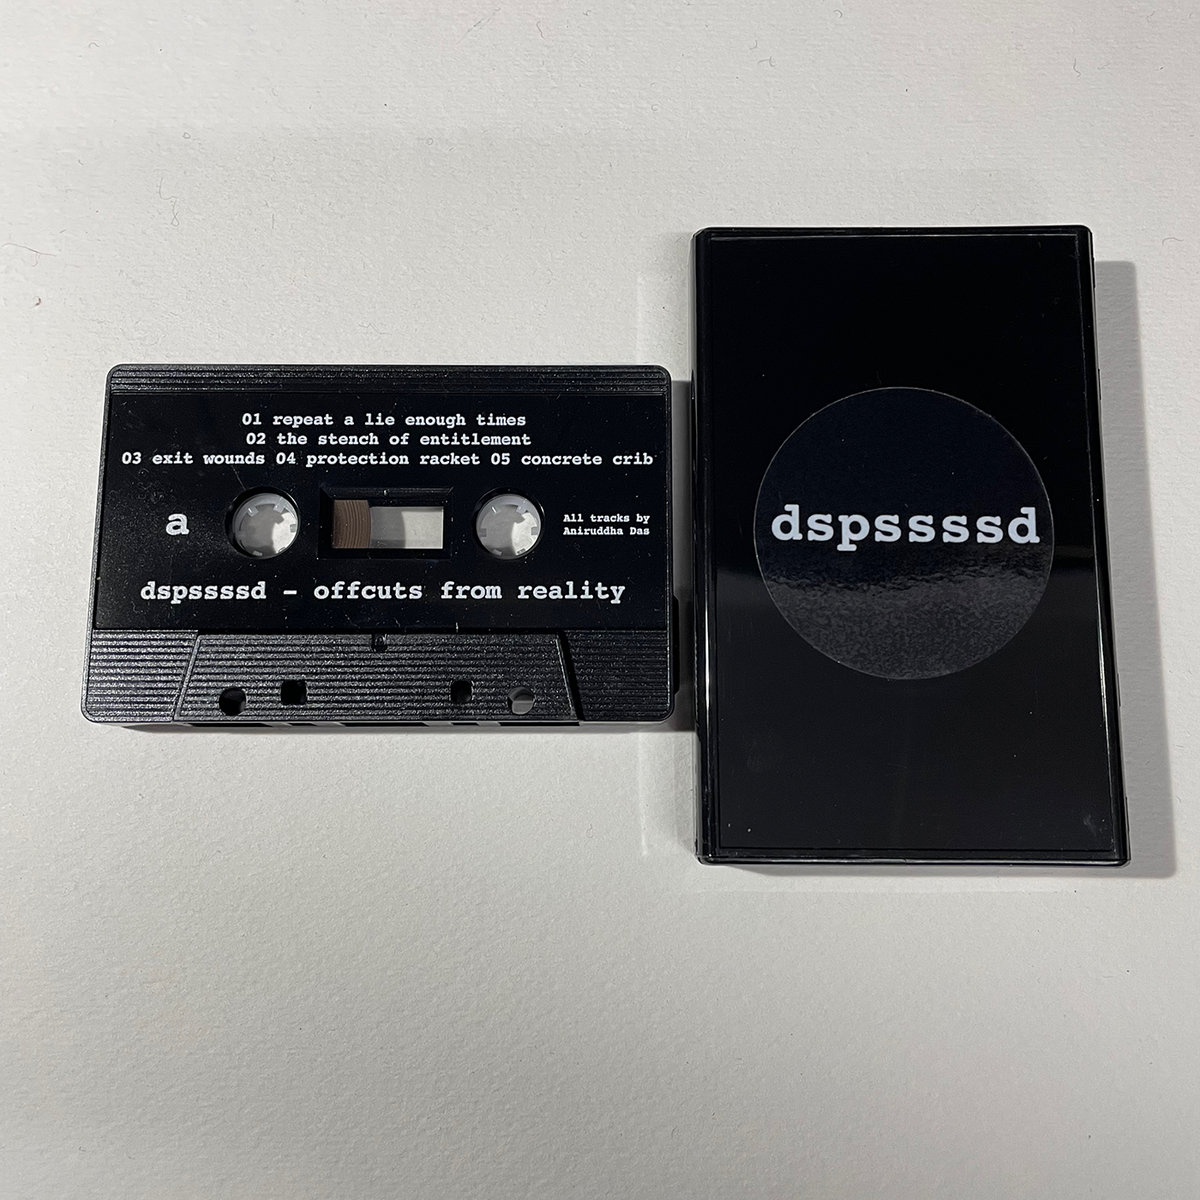 01 repeat a lie enough times
02 the stench of entitlement
03 exit wounds 04 protection racket 05 concrete crib
a
All tracks by
Aniruddha Das
dspssssd – offcuts from reality
dspssssd